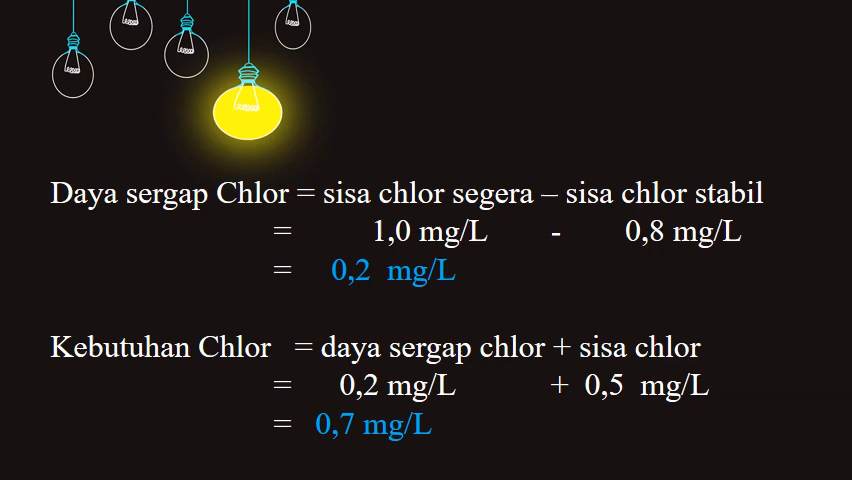 Daya sergap Chlor = sisa chlor segera – sisa chlor stabil
= 1,0 mg/L - 0,8 mg/L
= 0,2 mg/L
Kebutuhan Chlor = daya sergap chlor + sisa chlor
= 0,2 mg/L + 0,5 mg/L
= 0,7 mg/L